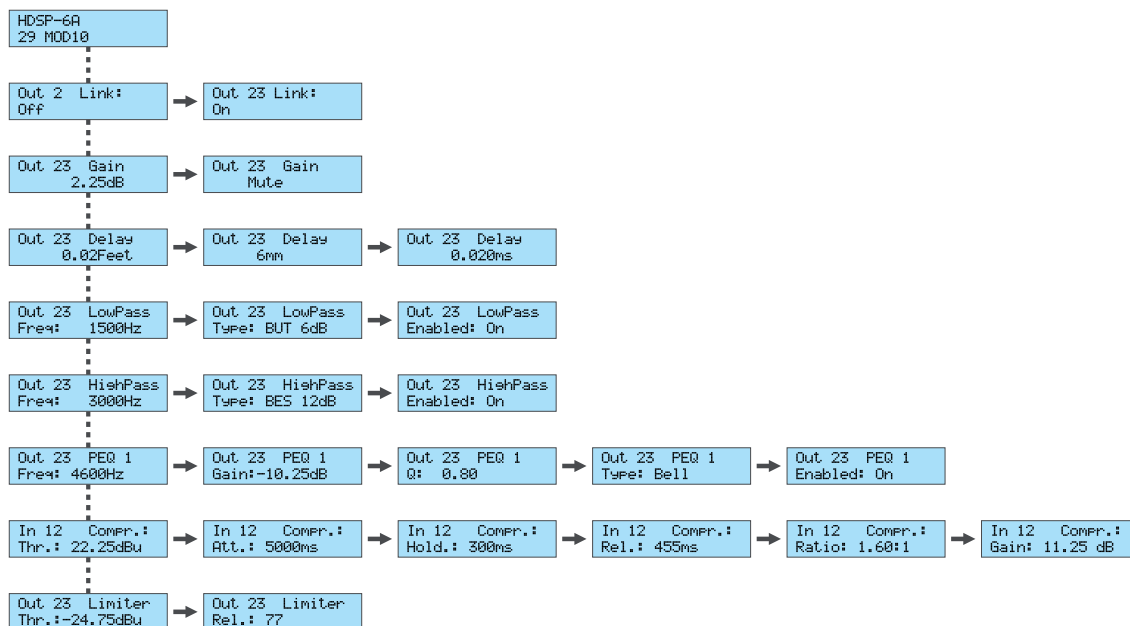 HDSP-6A
29 MOD10
Out 2 Link:
Off
Out 23 Link:
On
Out 23 Gain
2.25dB
Out 23 Gain
Mute
Out 23 Delay
0.02Feet
Out 23 Delay
6mm
Out 23 Delay
0.020ms
Out 23 LowPass
Freq: 1500Hz
Out 23 LowPass
Type: BUT 6dB
Out 23 LowPass
Enabled: On
Out 23 HighPass
Freq: 3000Hz
Out 23 HighPass
Type: BES 12dB
Out 23 HighPass
Enabled: On
Out 23 PEQ 1
Freq: 4600Hz
Out 23 PEQ 1
Gain:-10.25dB
Out 23 PEQ 1
Q: 0.80
Out 23 PEQ 1
Type: Bell
Out 23 PEQ 1
Enabled: On
In 12 Compr.:
Thr.: 22.25dBu
In 12 Compr.:
Att.: 5000ms
In 12 Compr.:
Hold.: 300ms
In 12 Compr.:
Rel.: 455ms
In 12 Compr.:
Ratio: 1.60:1
In 12 Compr.:
Gain: 11.25 dB
Out 23 Limiter
Thr.:-24.75dBu
Out 23 Limiter
Rel.: 77